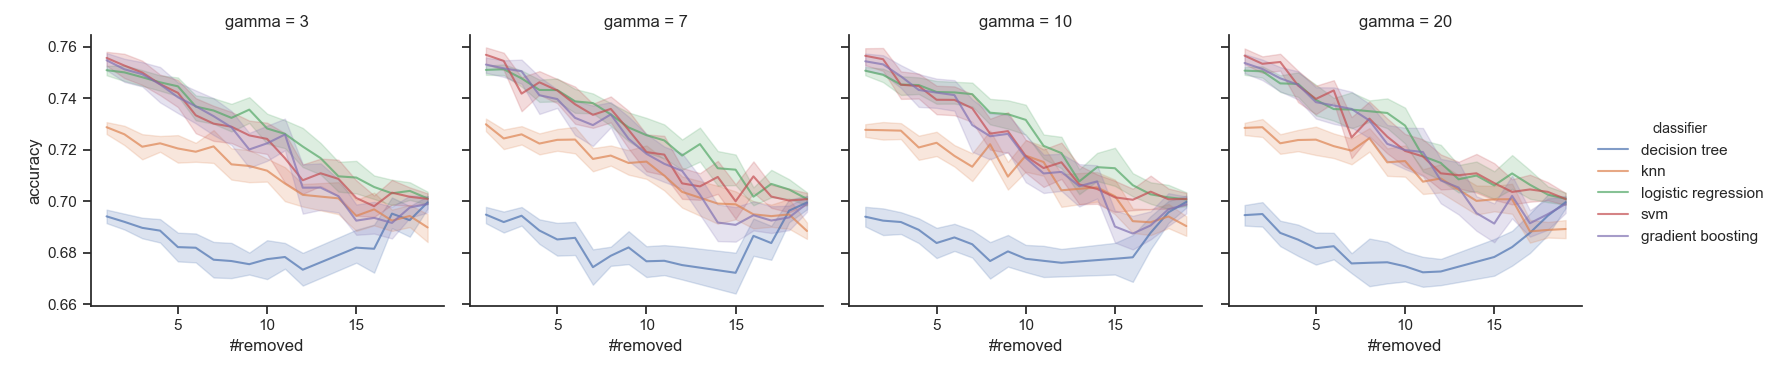 gamma = 3
gamma = 7
gamma = 10
gamma = 20
0.76
0.74
0.72
0.70
0.68
0.66
accuracy
5
10
15
5
10
15
5
10
15
5
10
15
#removed
#removed
#removed
#removed
classifier
decision tree
knn
logistic regression
svm
gradient boosting